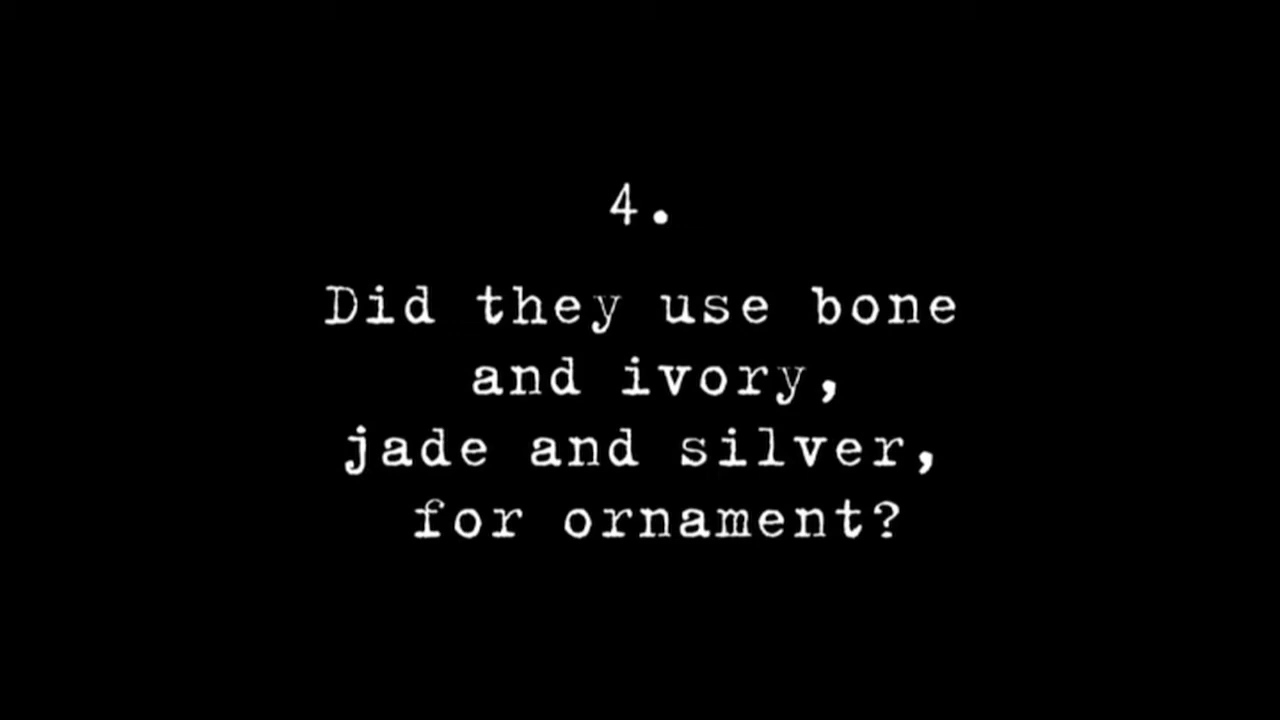 4.
Did they use bone
and ivory,
jade and silver,
for ornament?